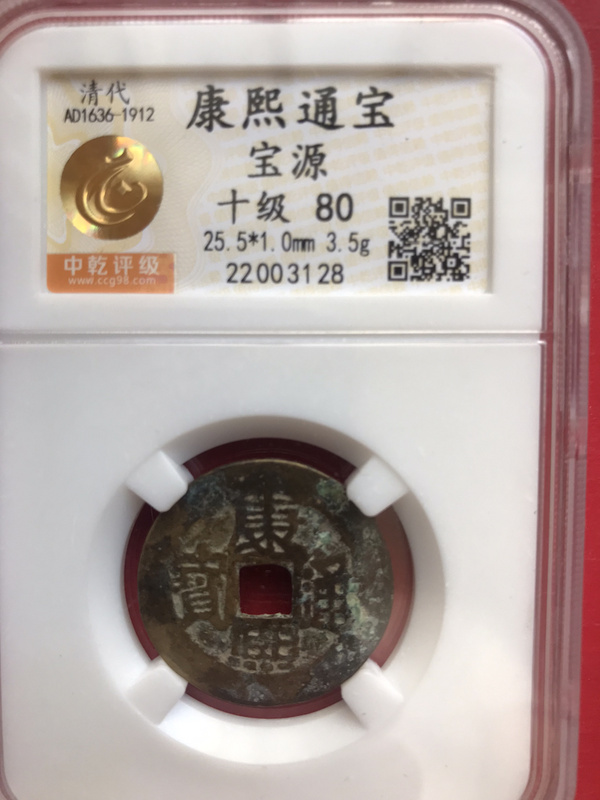 清代
AD1636-1912
康熙通宝
宝源
十级 80
25.5*1.0mm 3.5g
22003128
中乾评级
www.ccg98.com
康熙通寳